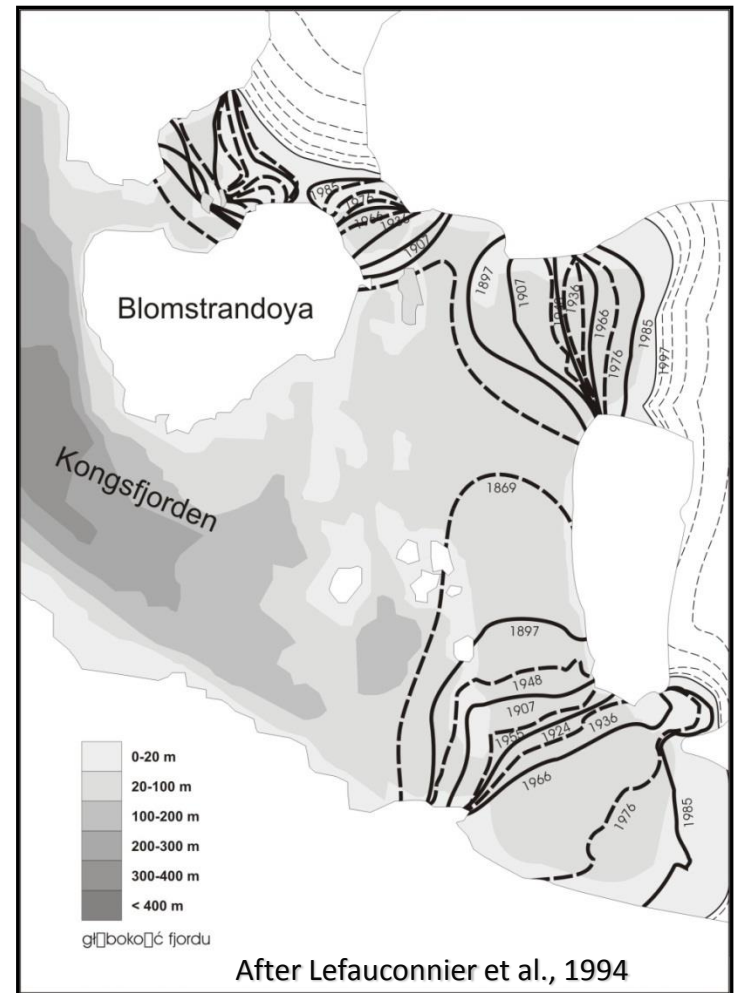 1985
1976
1966
1936
1907
1897
1907
1936
1966
1976
1985
1997
Blomstrandoya
Kongsfjorden
1869
1897
1948
1907
1955
1924
1936
1966
1976
1985
0-20 m
20-100 m
100-200 m
200-300 m
300-400 m
< 400 m
gł▯boko▯ć fjordu
After Lefauconnier et al., 1994